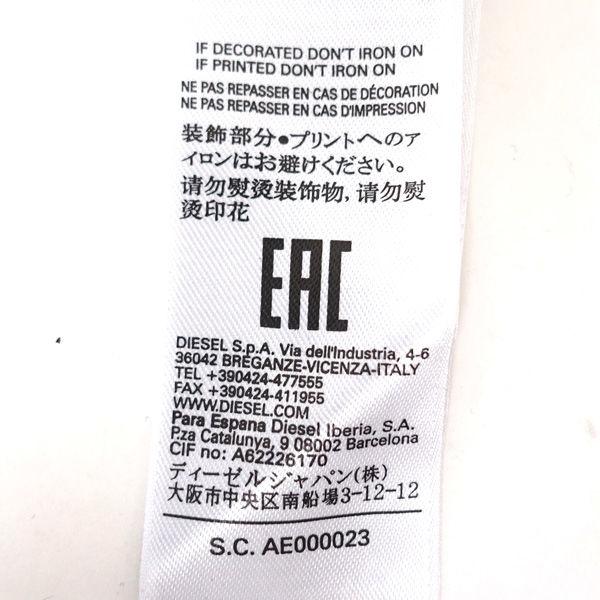 IF DECORATED DON'T IRON ON
IF PRINTED DON'T IRON ON
NE PAS REPASSER EN CAS DE DÉCORATION
NE PAS REPASSER EN CAS D'IMPRESSION
装飾部分●プリントへのア
イロンはお避けください。
请勿熨烫装饰物,请勿熨
烫印花
EAC
DIESEL S.p.A. Via dell'Industria, 4-6
36042 BREGANZE-VICENZA-ITALY
TEL +390424-477555
FAX +390424-411955
WWW.DIESEL.COM
Para Espana Diesel Iberia, S.A.
P.za Catalunya, 9 08002 Barcelona
CIF no: A62226170
ディーゼルジャパン(株)
大阪市中央区南船場3-12-12
S.C. AE000023